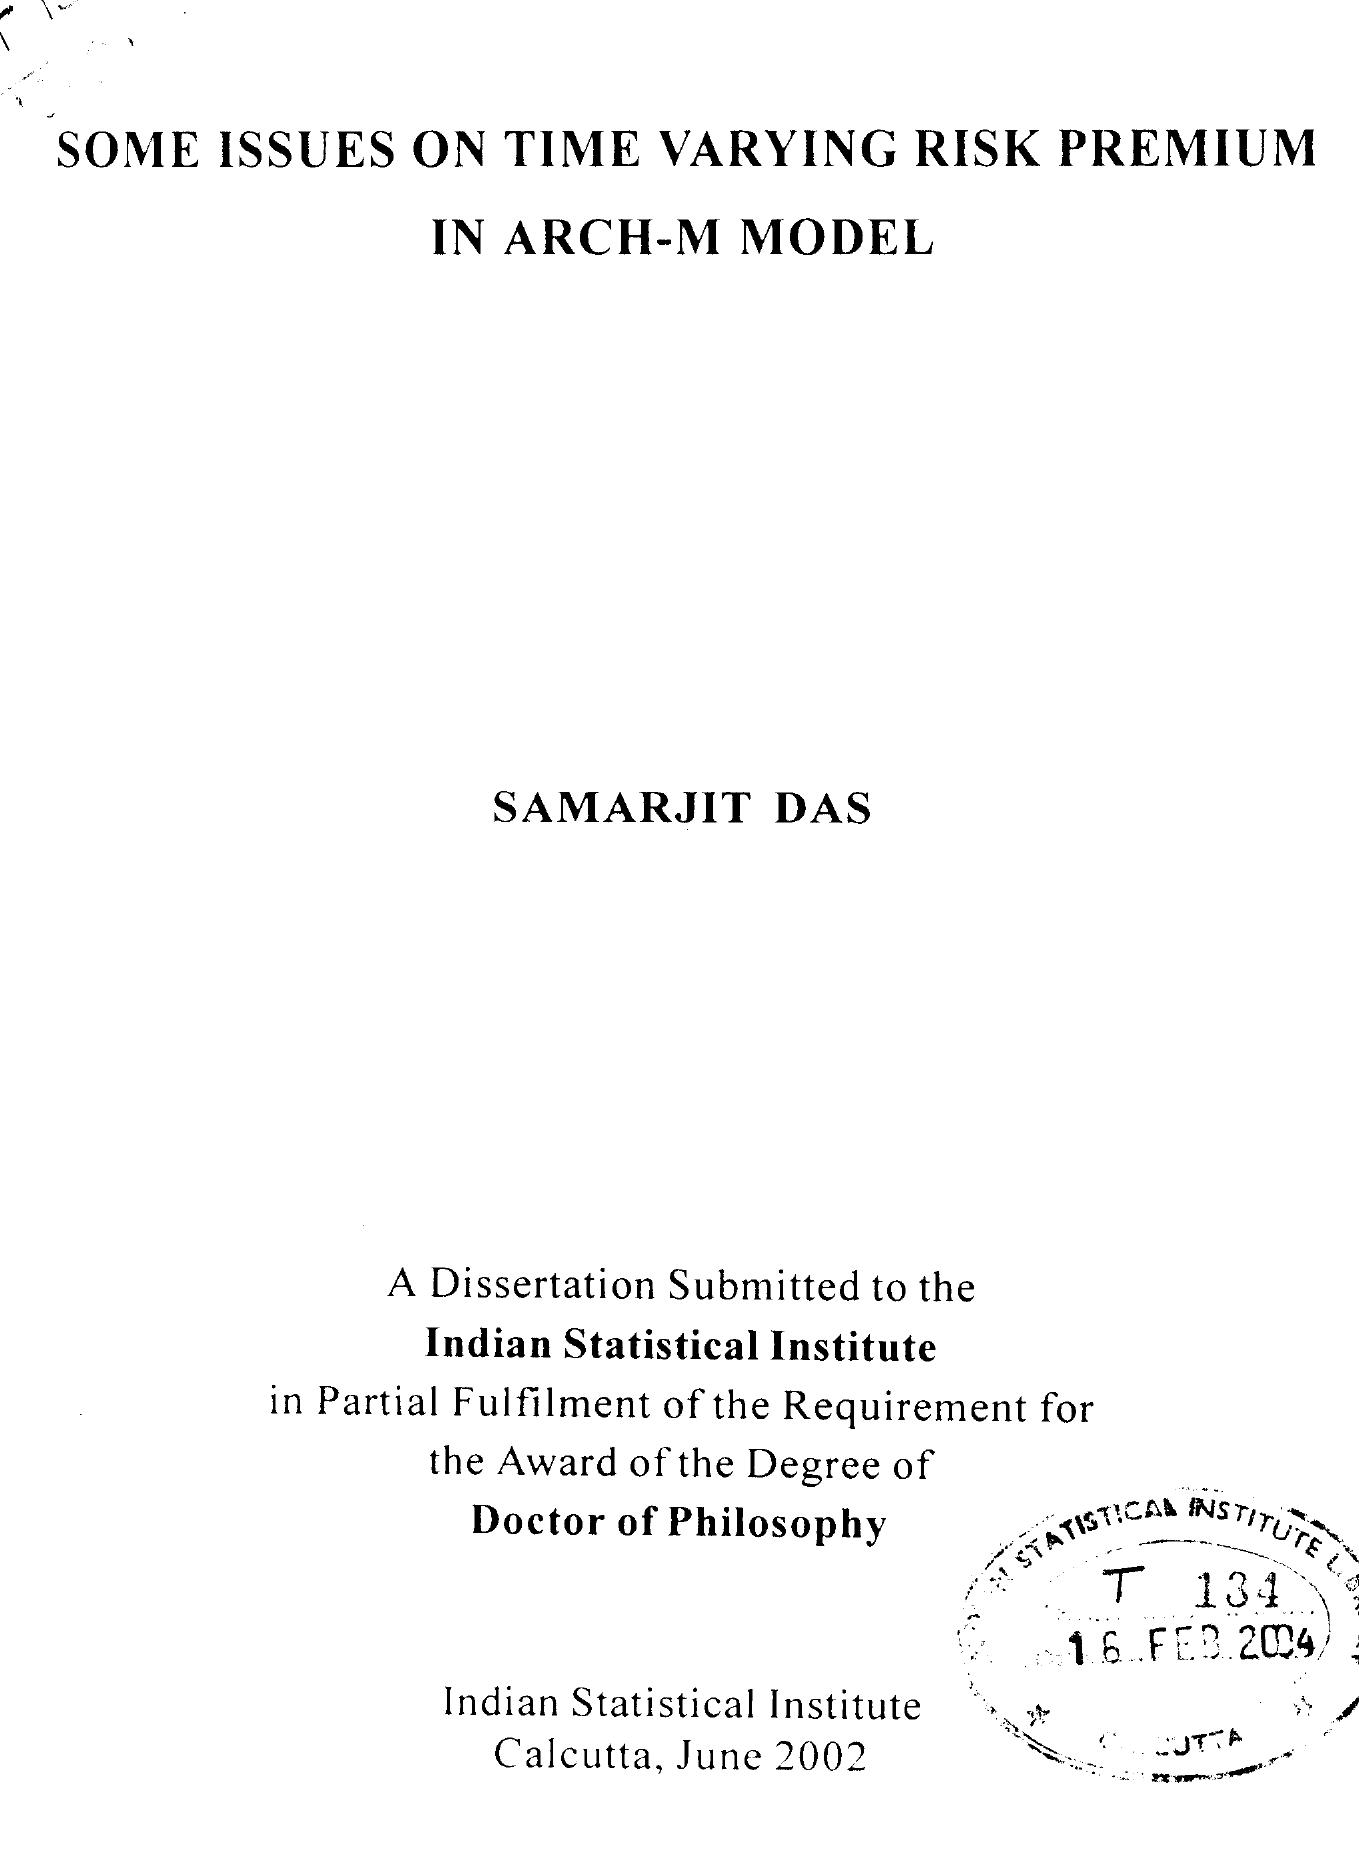 SOME ISSUES ON TIME VARYING RISK PREMIUM
IN ARCH-M MODEL
SAMARJIT DAS
A Dissertation Submitted to the
Indian Statistical Institute
in Partial Fulfilment of the Requirement for
the Award of the Degree of
Doctor of Philosophy
STATISTICAL INSTITUTE
T 134
16 FEB 2004
Indian Statistical Institute
Calcutta, June 2002